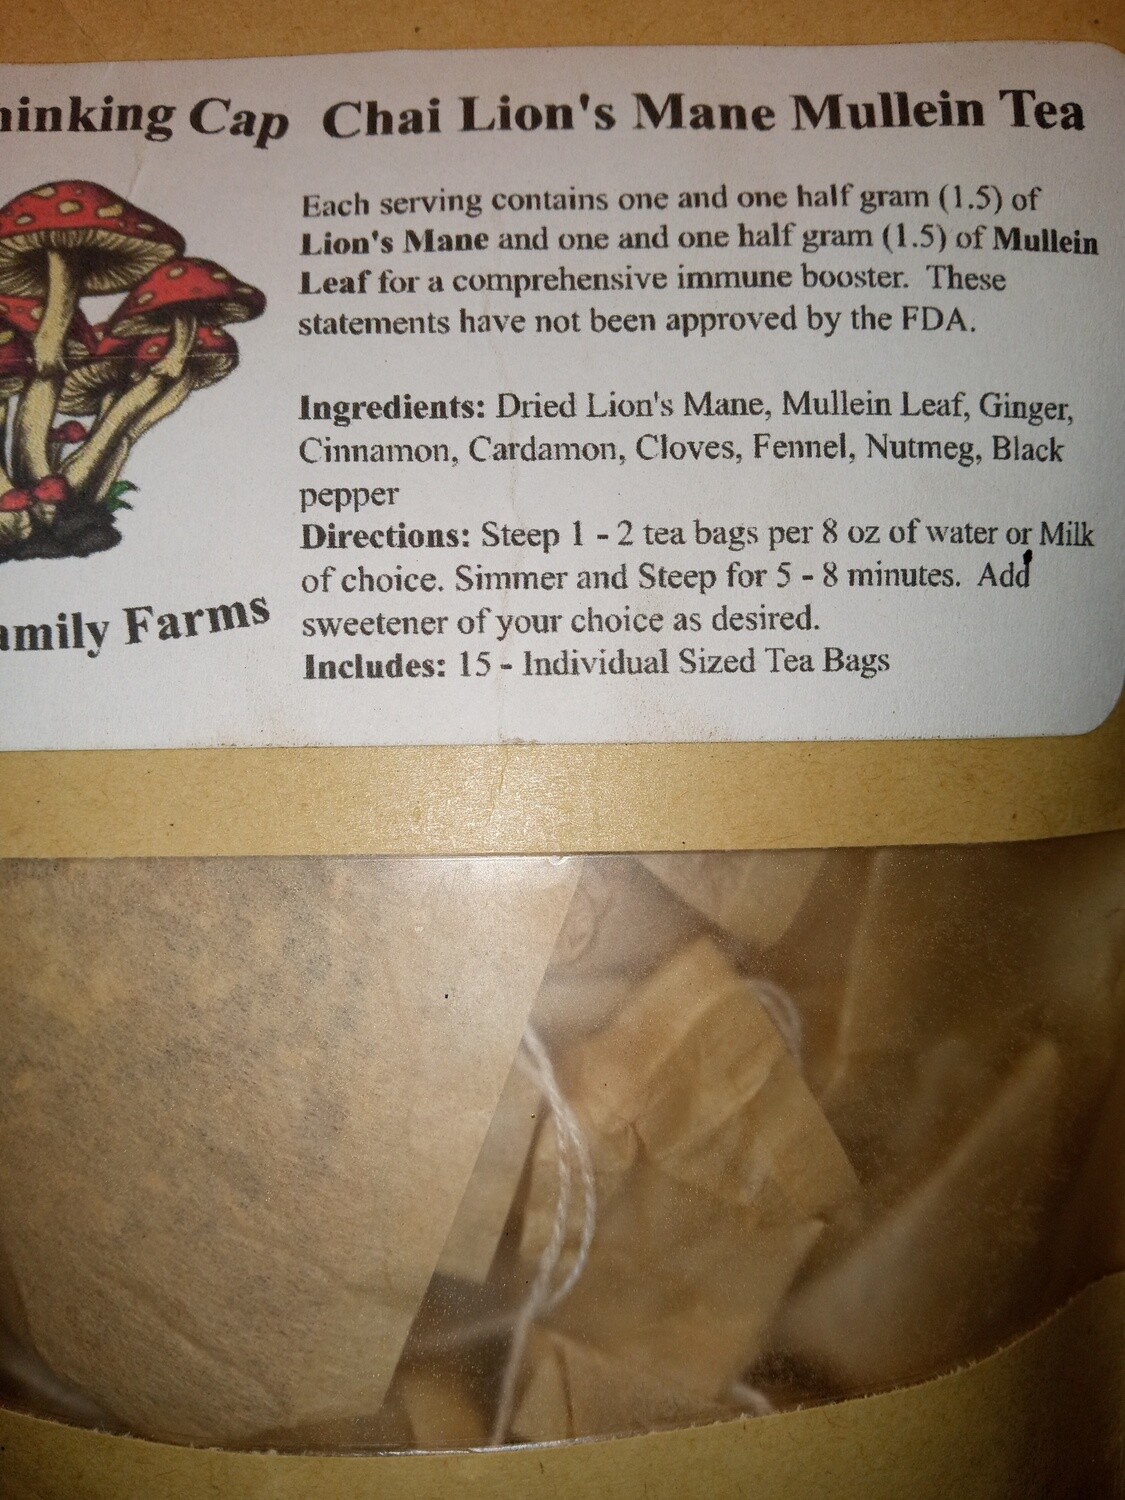 Cap Chai Lion's Mane Mullein Tea
Each serving contains one and one half gram (1.5) of
Lion's Mane and one and one half gram (1.5) of Mullein
Leaf for a comprehensive immune booster. These
statements have not been approved by the FDA.
Ingredients: Dried Lion's Mane, Mullein Leaf, Ginger,
Cinnamon, Cardamon, Cloves, Fennel, Nutmeg, Black
pepper
Directions: Steep 1 - 2 tea bags per 8 oz of water or Milk
of choice. Simmer and Steep for 5 - 8 minutes. Add
sweetener of your choice as desired.
Includes: 15 - Individual Sized Tea Bags
Farms